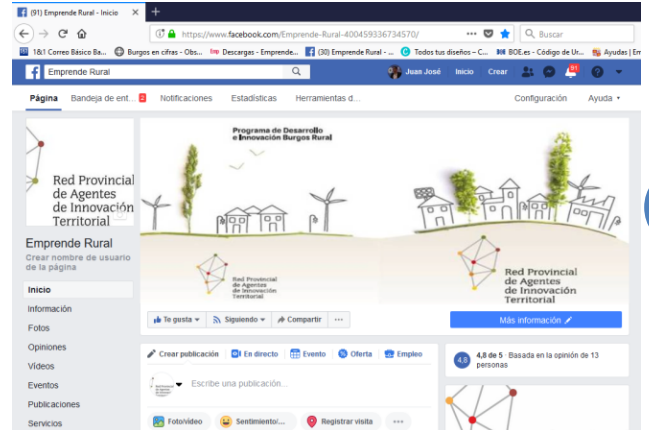 (91) Emprende Rural - Inicio
https://www.facebook.com/Emprende-Rural-400459336734570/
Buscar
1&1 Correo Básico Ba...
Burgos en cifras - Obs...
Descargas - Emprende...
(30) Emprende Rural - ...
Todos tus diseños – C...
BOE.es - Código de Ur...
Ayudas | Em
Emprende Rural
Juan José
Inicio
Crear
91
Página
Bandeja de ent...
Notificaciones
Estadísticas
Herramientas d...
Configuración
Ayuda
Red Provincial
de Agentes
de Innovación
Territorial
Emprende Rural
Crear nombre de usuario
de la página
Inicio
Información
Fotos
Opiniones
Vídeos
Eventos
Publicaciones
Servicios
Programa de Desarrollo
e Innovación Burgos Rural
Red Provincial
de Agentes
de Innovación
Territorial
Red Provincial
de Agentes
de Innovación
Territorial
Te gusta
Siguiendo
Compartir
Más información
Crear publicación
En directo
Evento
Oferta
Empleo
Escribe una publicación...
Foto/vídeo
Sentimiento/...
Registrar visita
4,8
4,8 de 5 · Basada en la opinión de 13
personas